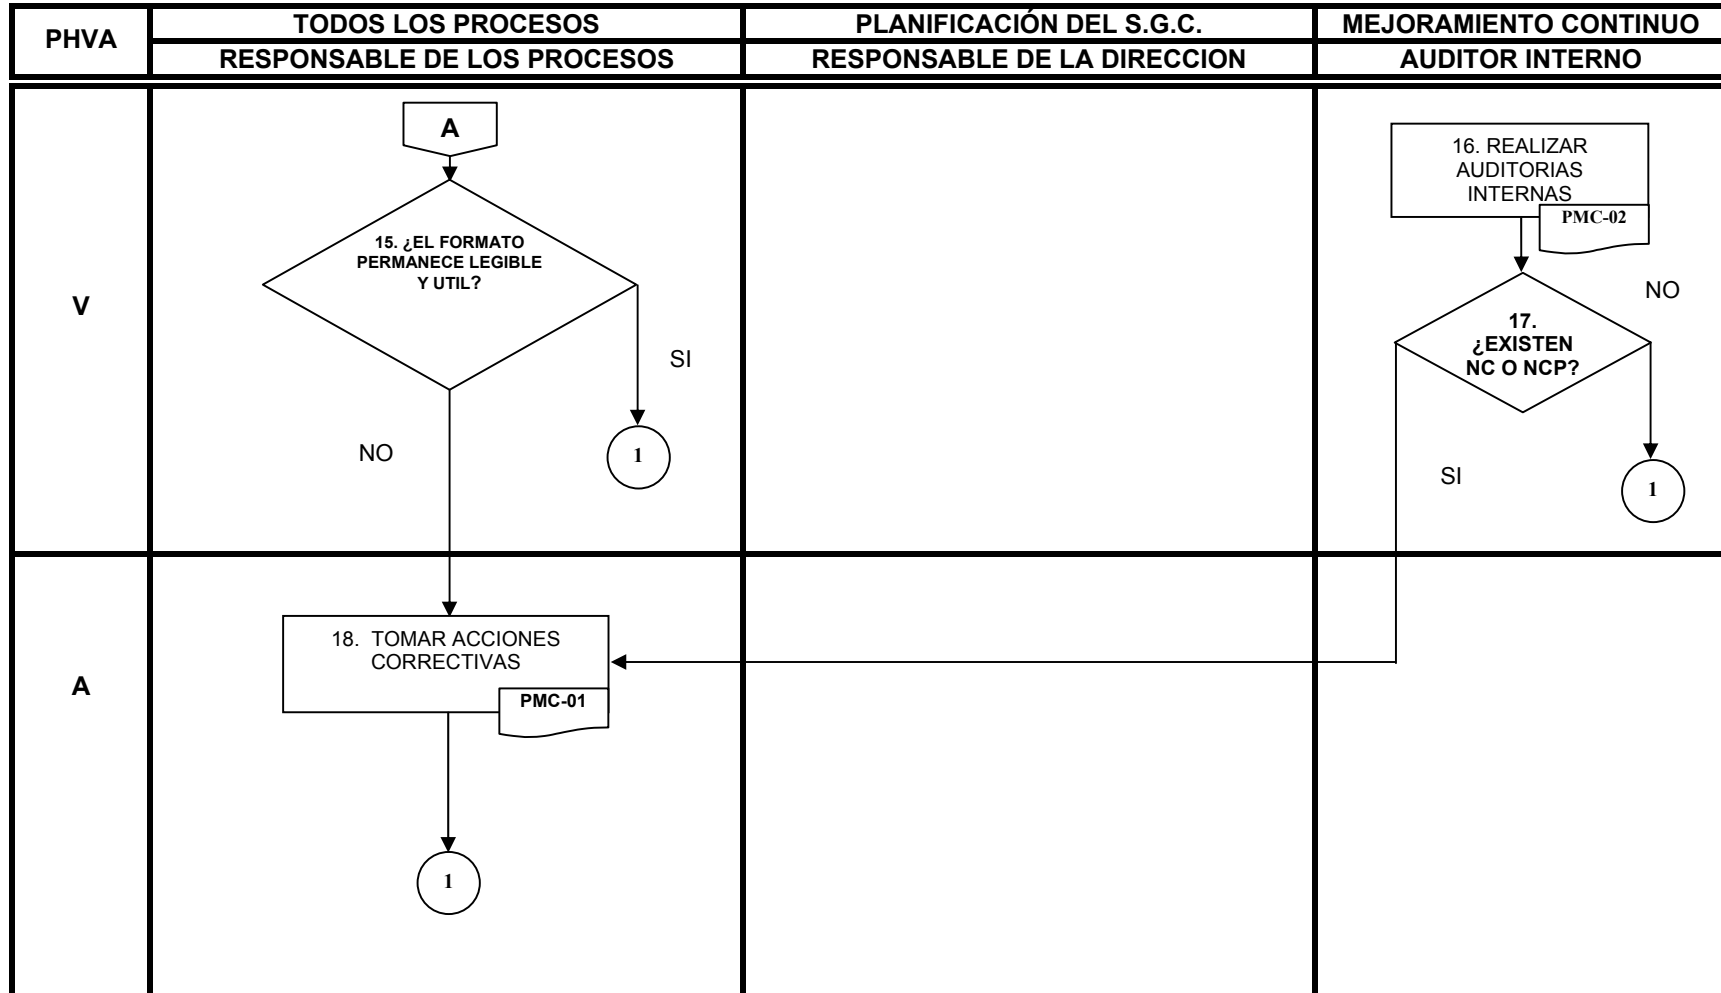 PHVA
TODOS LOS PROCESOS
PLANIFICACIÓN DEL S.G.C.
MEJORAMIENTO CONTINUO
RESPONSABLE DE LOS PROCESOS
RESPONSABLE DE LA DIRECCION
AUDITOR INTERNO
V
A
15. ¿EL FORMATO
PERMANECE LEGIBLE
Y UTIL?
SI
NO
1
16. REALIZAR
AUDITORIAS
INTERNAS
PMC-02
17.
¿EXISTEN
NC O NCP?
NO
SI
1
A
18. TOMAR ACCIONES
CORRECTIVAS
PMC-01
1